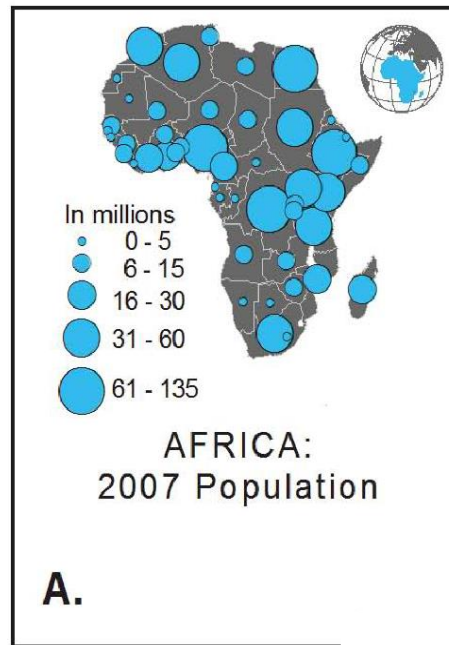 In millions
0 - 5
6 - 15
16 - 30
31 - 60
61 - 135
AFRICA:
2007 Population
A.